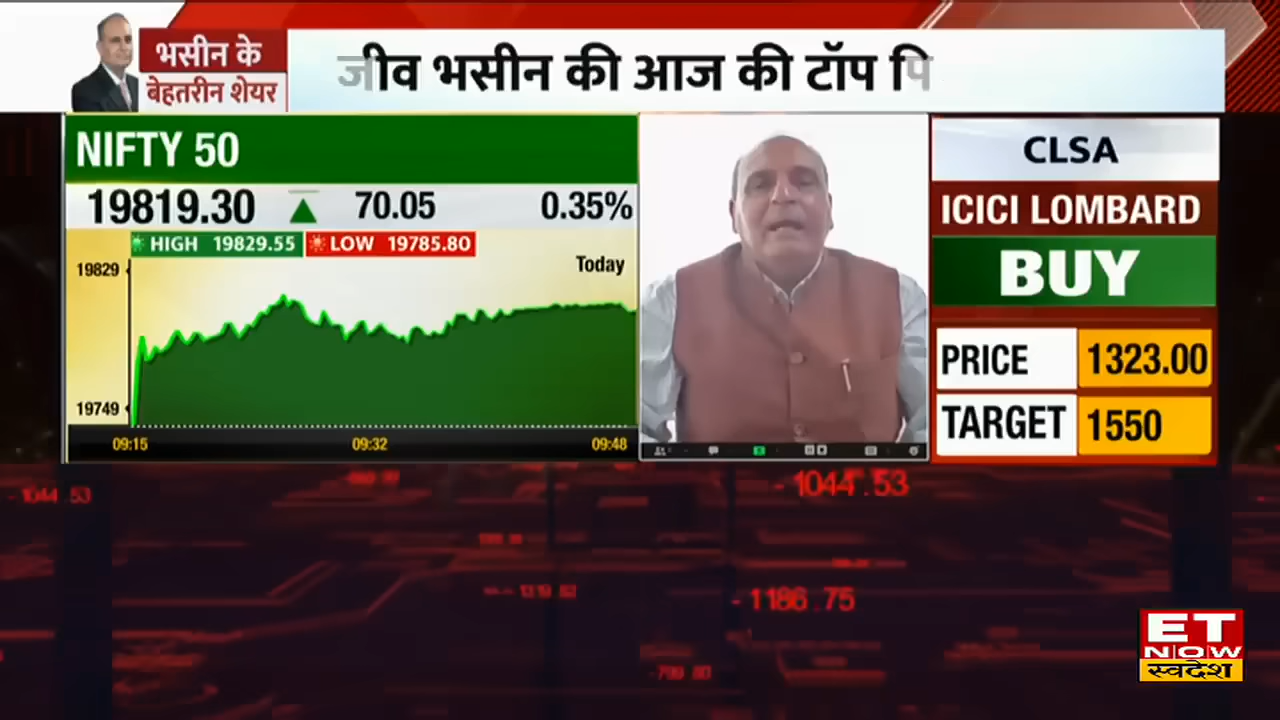 भसीन के
बेहतरीन शेयर
जीव भसीन की आज की टॉप पि
NIFTY 50
19819.30 70.05 0.35%
HIGH 19829.55 LOW 19785.80
Today
19829
19749
09:15 09:32 09:48
CLSA
ICICI LOMBARD
BUY
PRICE 1323.00
TARGET 1550
-1044.53
-1044.53
-1186.75
ET
NOW
स्वदेश